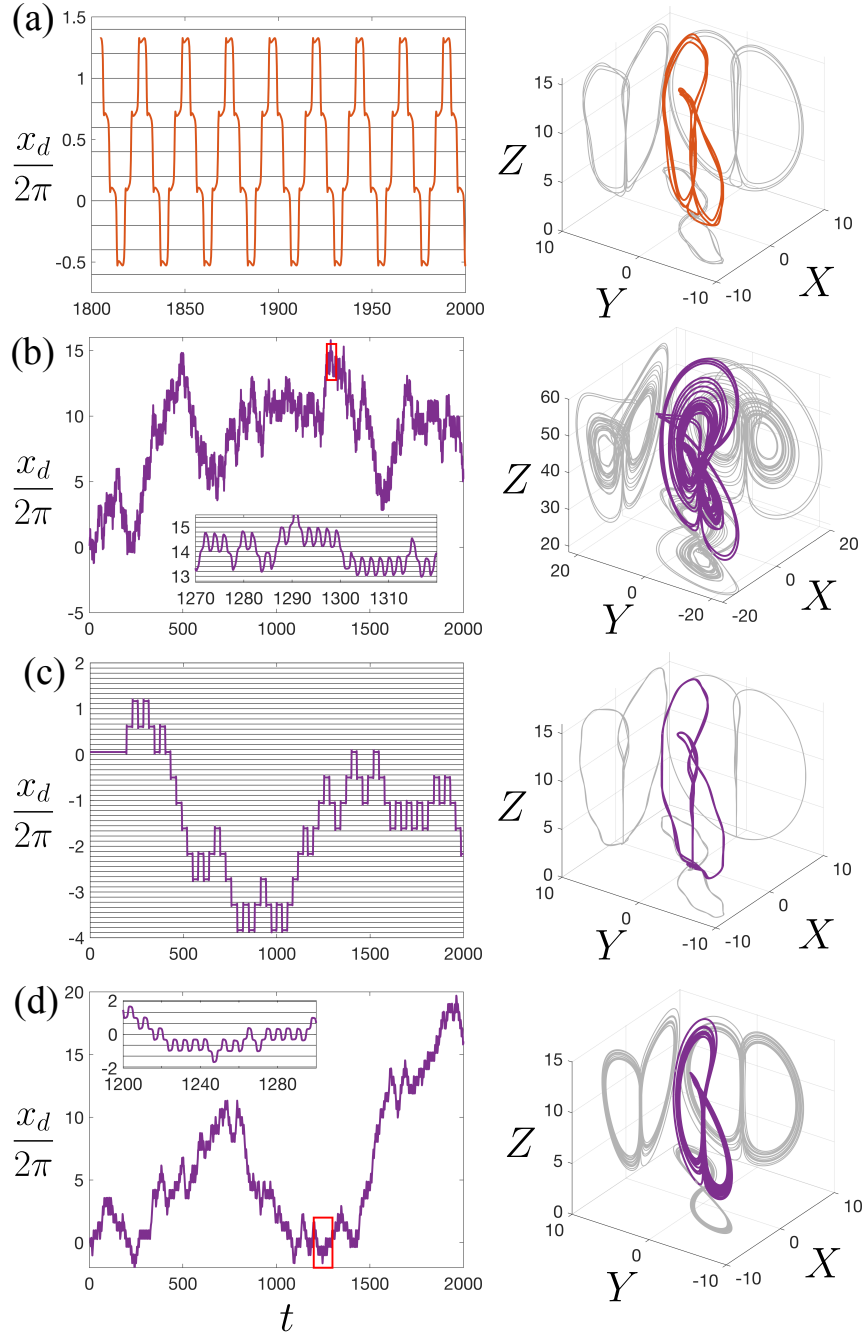 (a)
x_d
2π
1.5
1
0.5
0
-0.5
1800 1850 1900 1950 2000
Z
15
10
5
0
10 0 -10
Y
-10 0 10
X
(b)
x_d
2π
15
10
5
0
-5
0 500 1000 1500 2000
15
14
13
1270 1280 1290 1300 1310
Z
60
50
40
30
20
20 0 -20
Y
-20 0 20
X
(c)
x_d
2π
2
1
0
-1
-2
-3
-4
0 500 1000 1500 2000
Z
15
10
5
0
10 0 -10
Y
-10 0 10
X
(d)
x_d
2π
20
15
10
5
0
0 500 1000 1500 2000
t
2
0
-2
1200 1240 1280
Z
15
10
5
0
10 0 -10
Y
-10 0 10
X